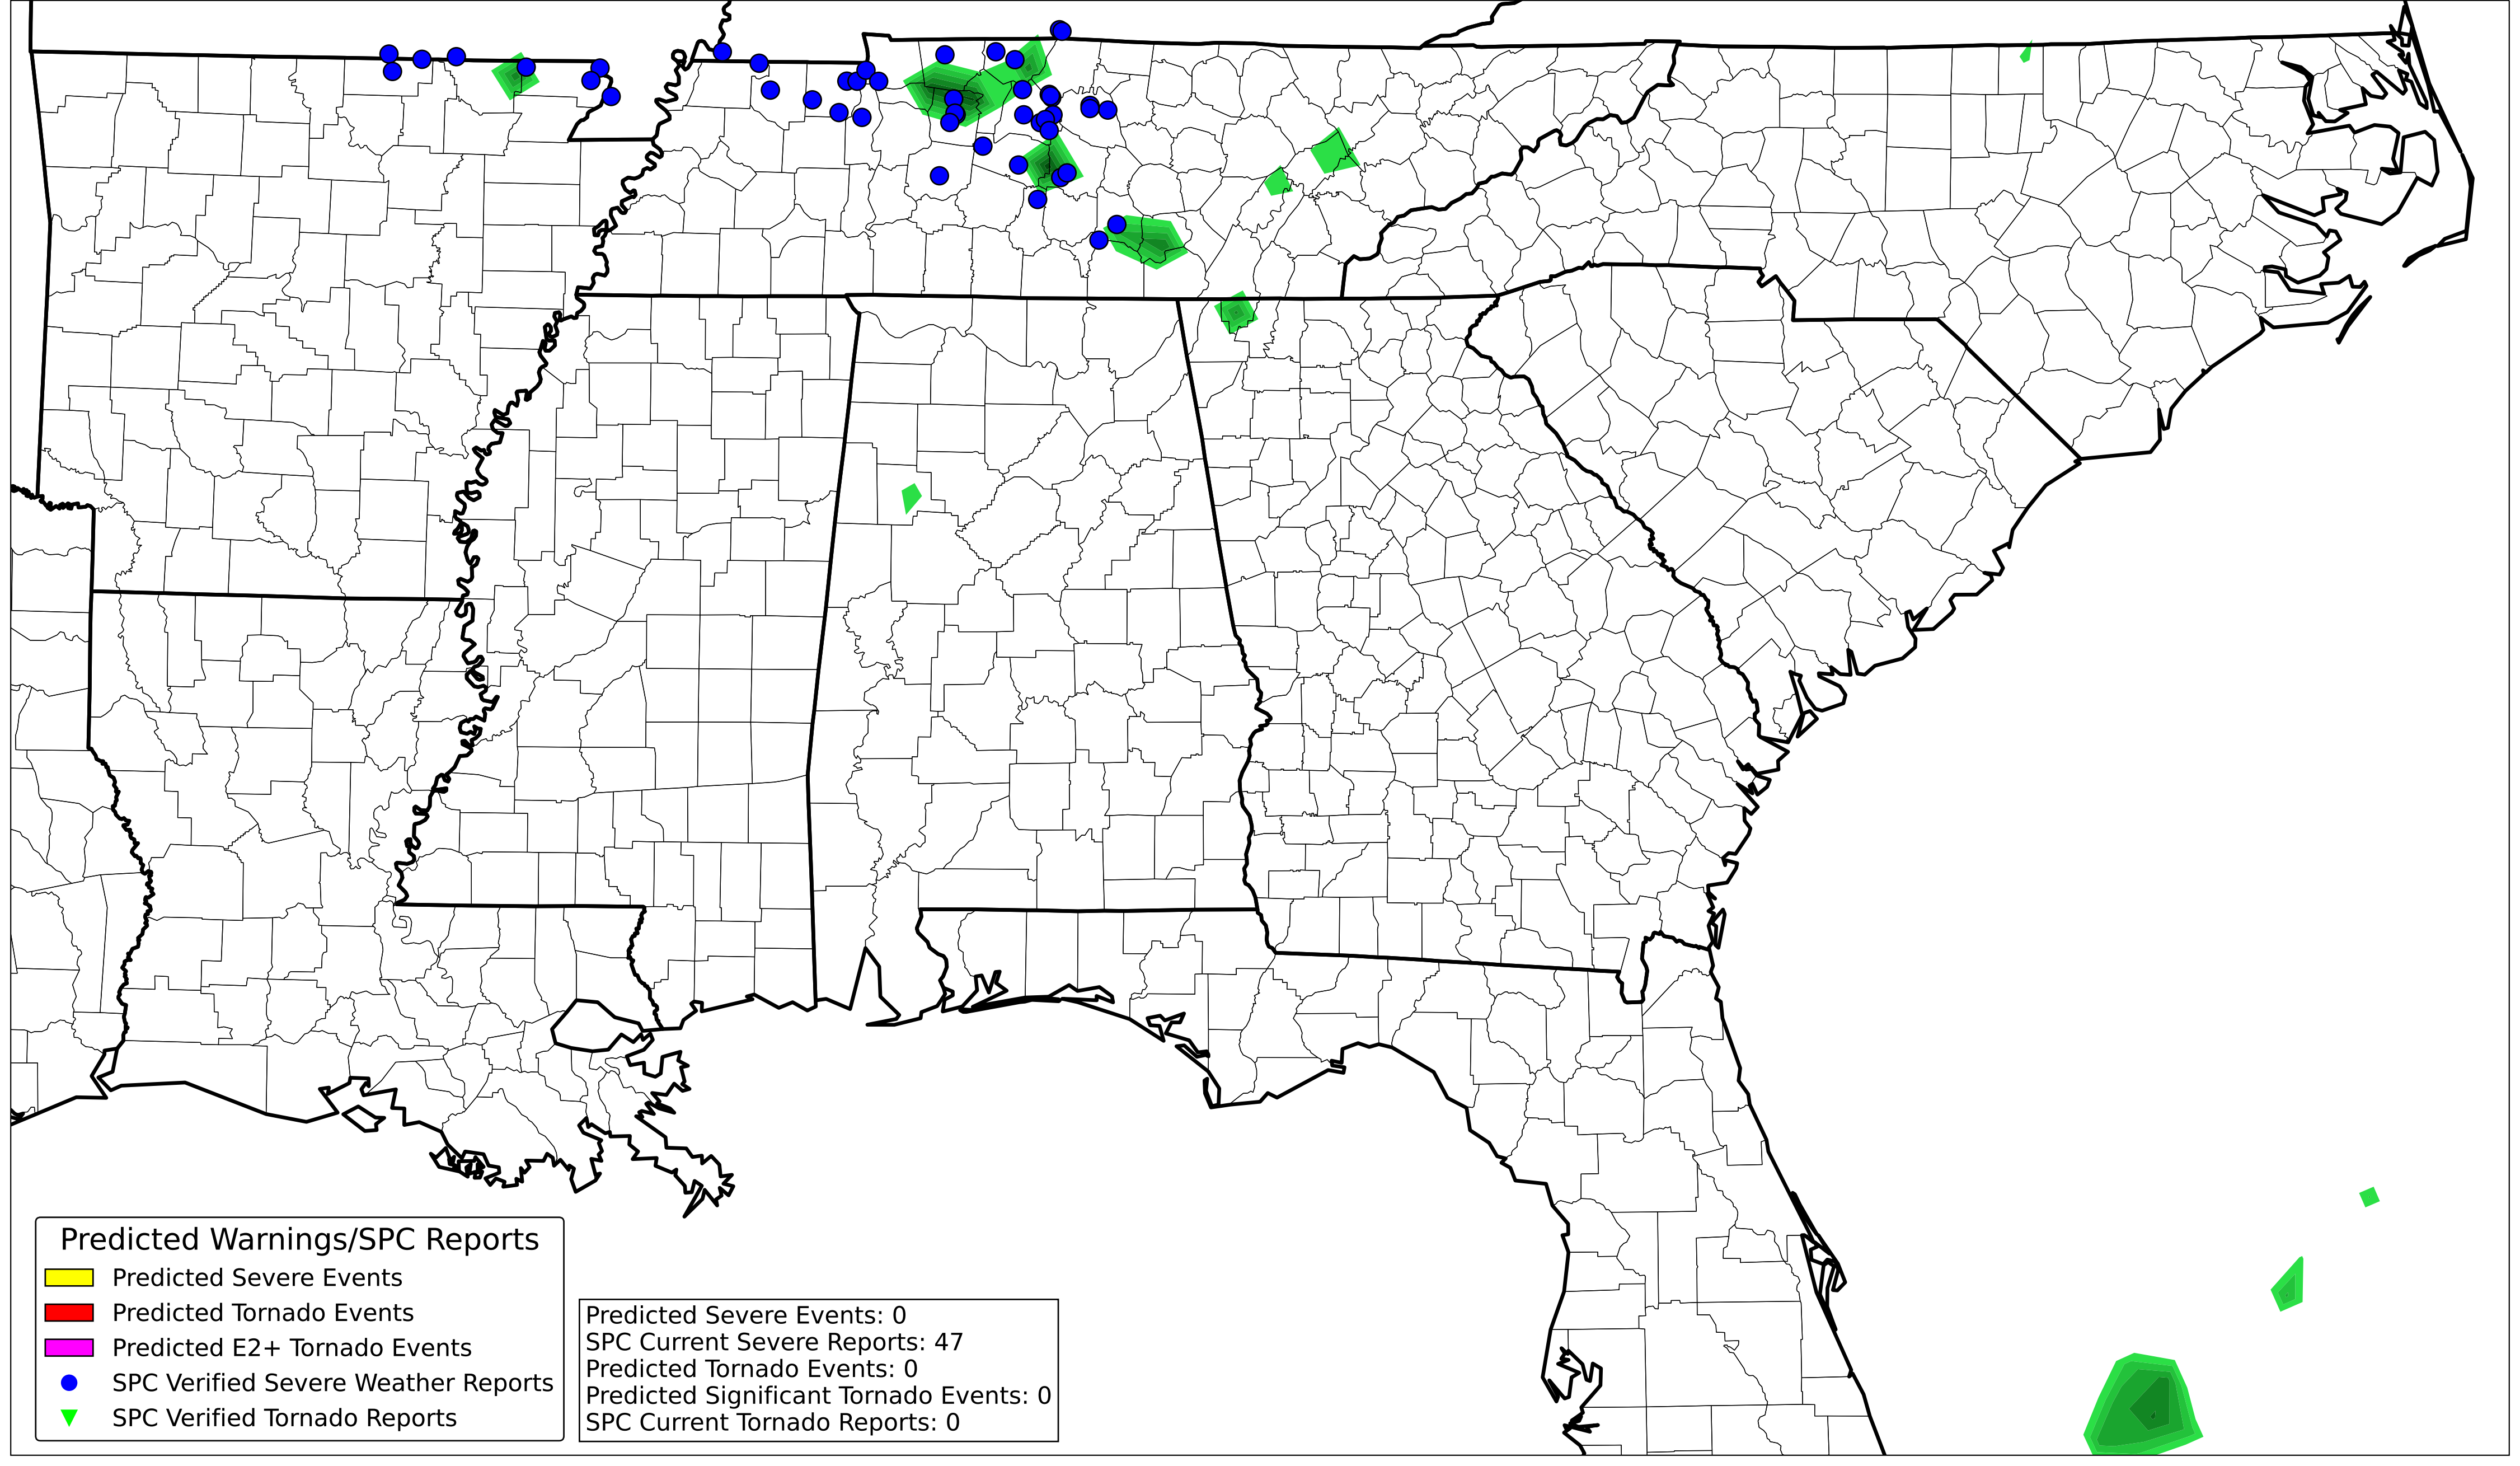 Predicted Warnings/SPC Reports
Predicted Severe Events
Predicted Tornado Events
Predicted E2+ Tornado Events
SPC Verified Severe Weather Reports
SPC Verified Tornado Reports
Predicted Severe Events: 0
SPC Current Severe Reports: 47
Predicted Tornado Events: 0
Predicted Significant Tornado Events: 0
SPC Current Tornado Reports: 0